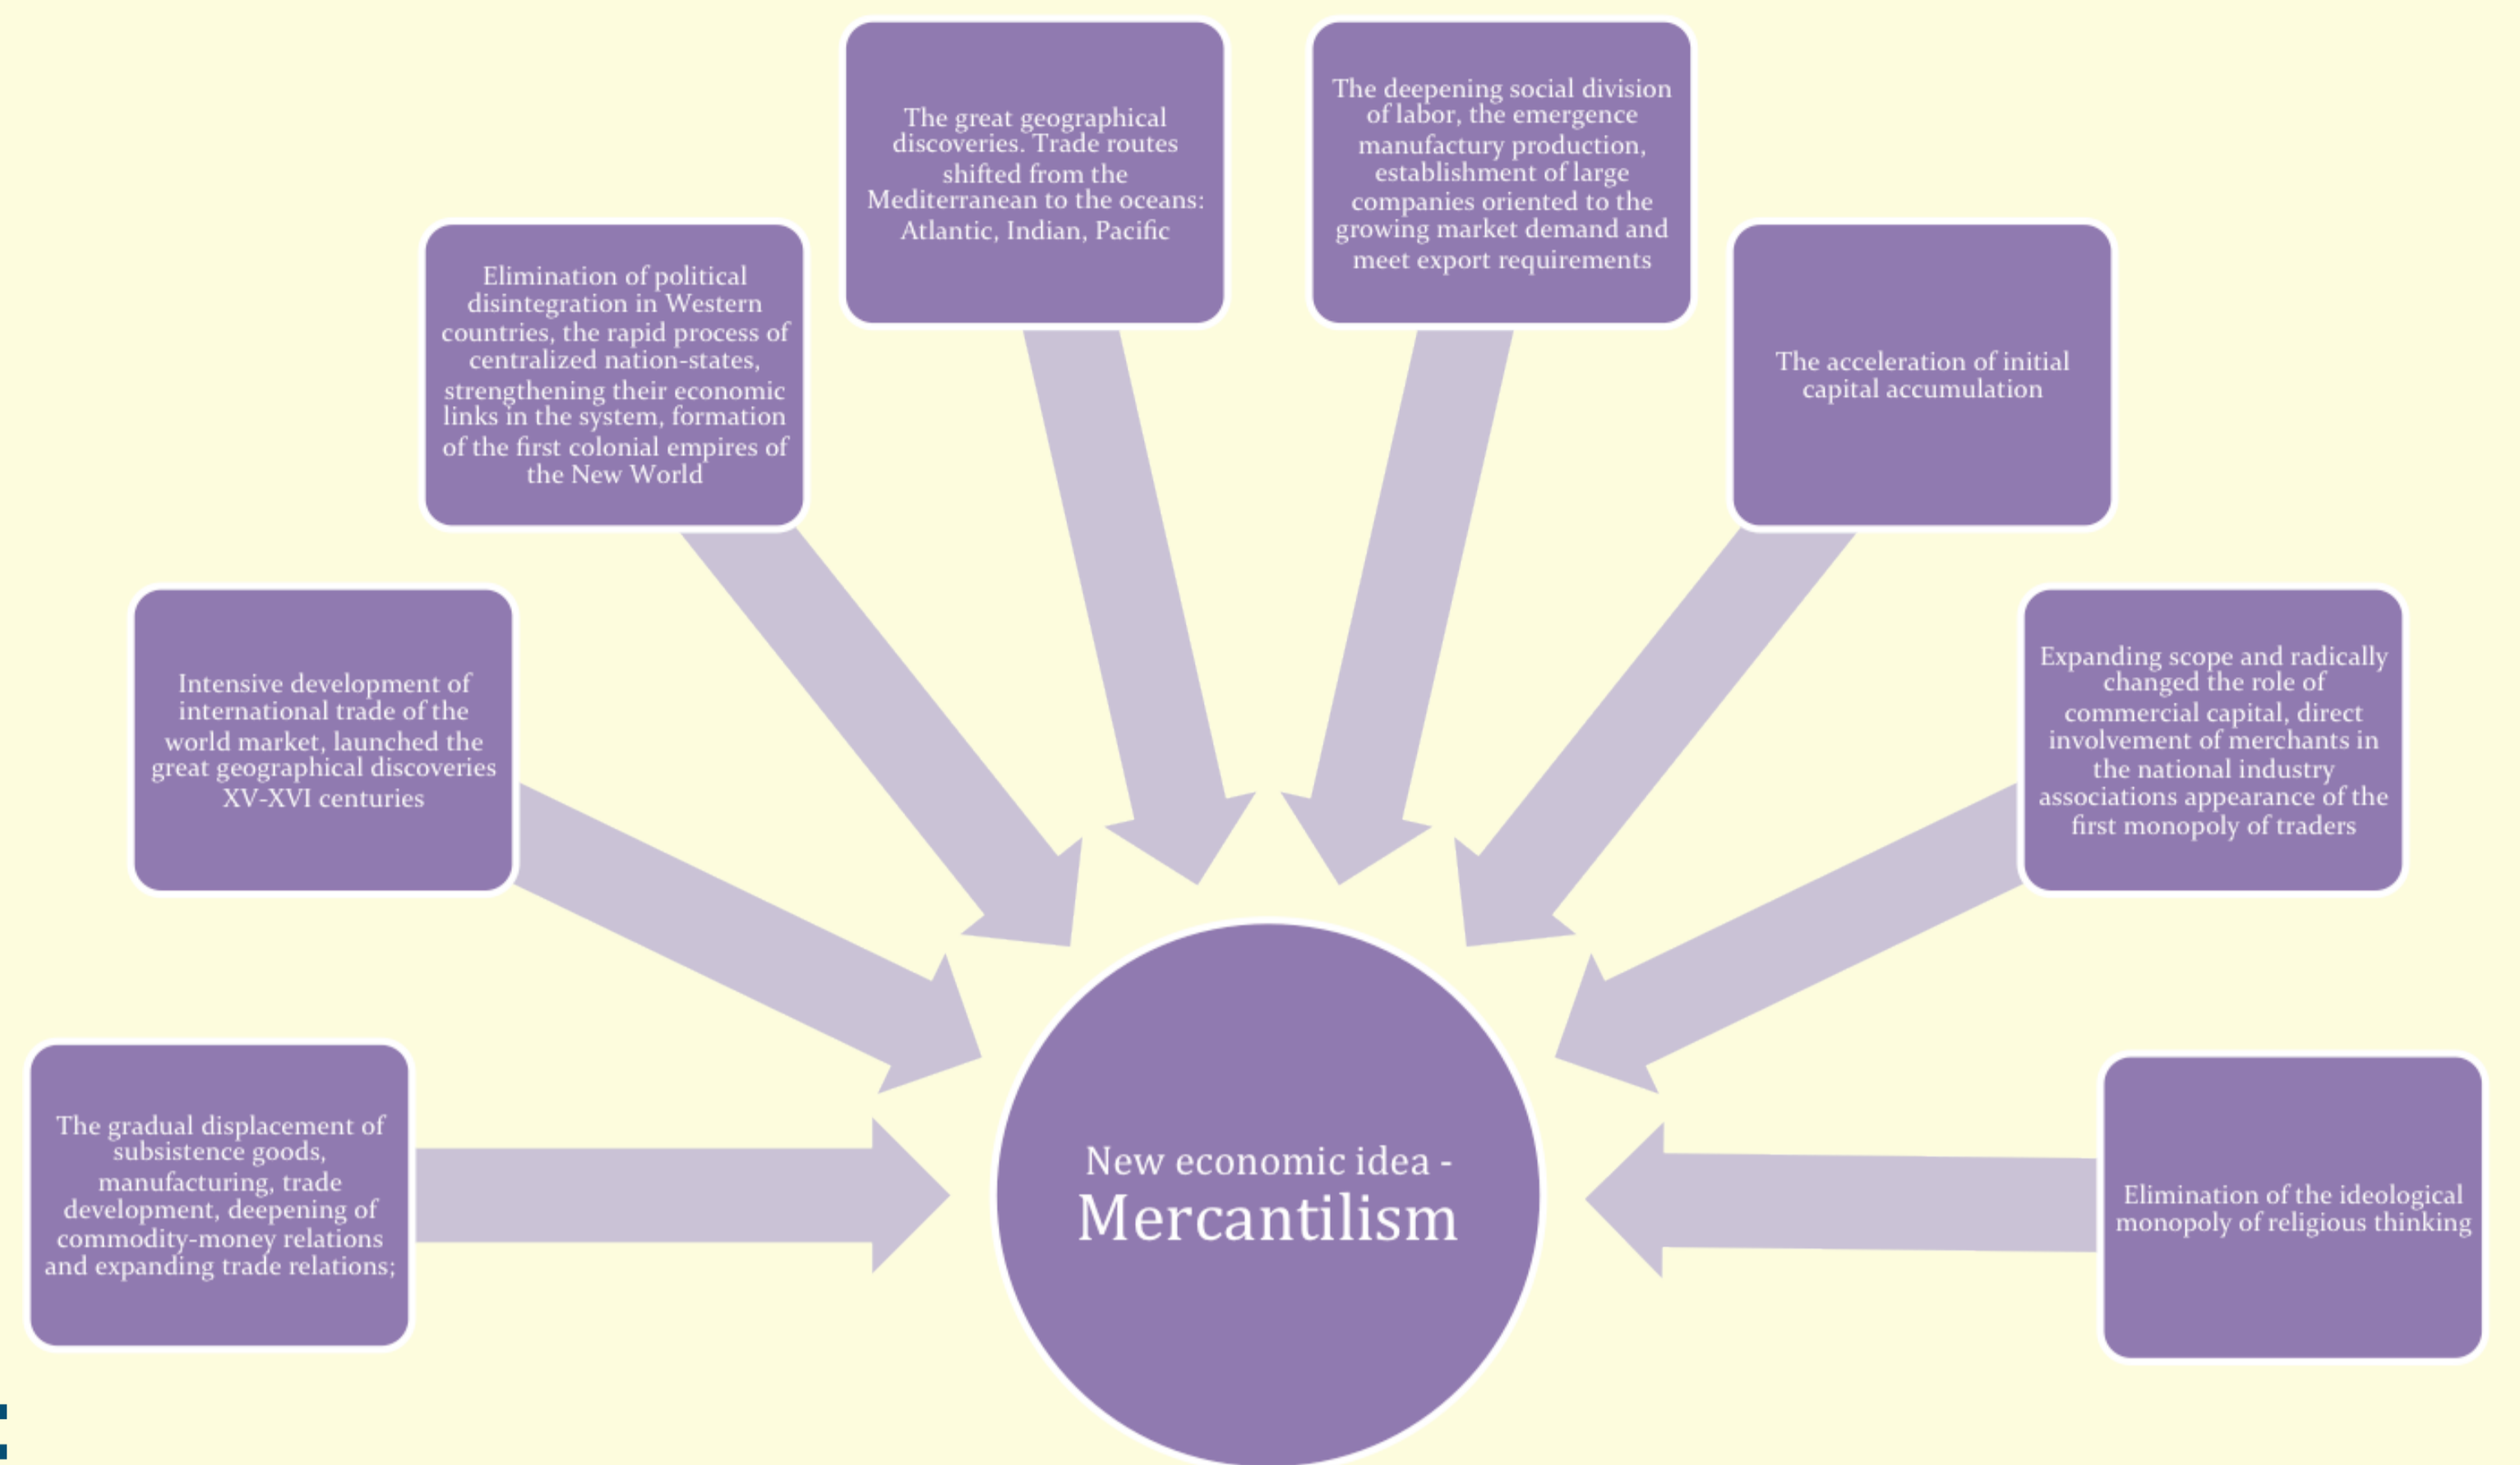 The great geographical
discoveries. Trade routes
shifted from the
Mediterranean to the oceans:
Atlantic, Indian, Pacific
The deepening social division
of labor, the emergence
manufactury production,
establishment of large
companies oriented to the
growing market demand and
meet export requirements
Elimination of political
disintegration in Western
countries, the rapid process of
centralized nation-states,
strengthening their economic
links in the system, formation
of the first colonial empires of
the New World
The acceleration of initial
capital accumulation
Intensive development of
international trade of the
world market, launched the
great geographical discoveries
XV-XVI centuries
Expanding scope and radically
changed the role of
commercial capital, direct
involvement of merchants in
the national industry
associations appearance of the
first monopoly of traders
The gradual displacement of
subsistence goods,
manufacturing, trade
development, deepening of
commodity-money relations
and expanding trade relations;
New economic idea -
Mercantilism
Elimination of the ideological
monopoly of religious thinking